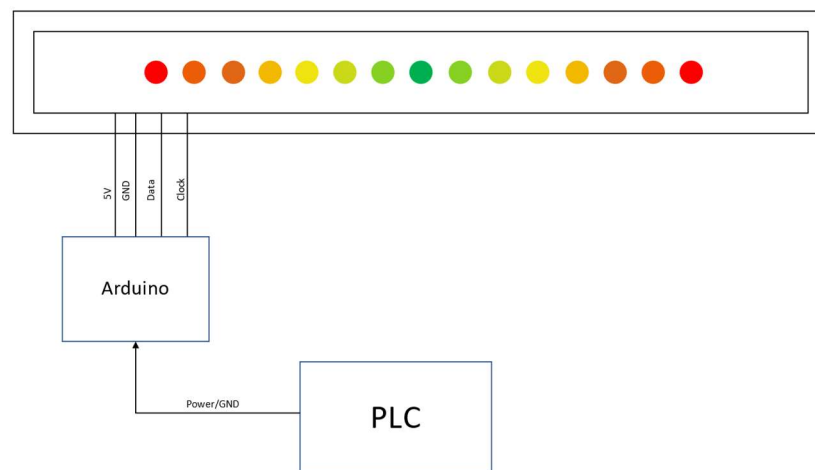 5V
GND
Data
Clock
Arduino
Power/GND
PLC